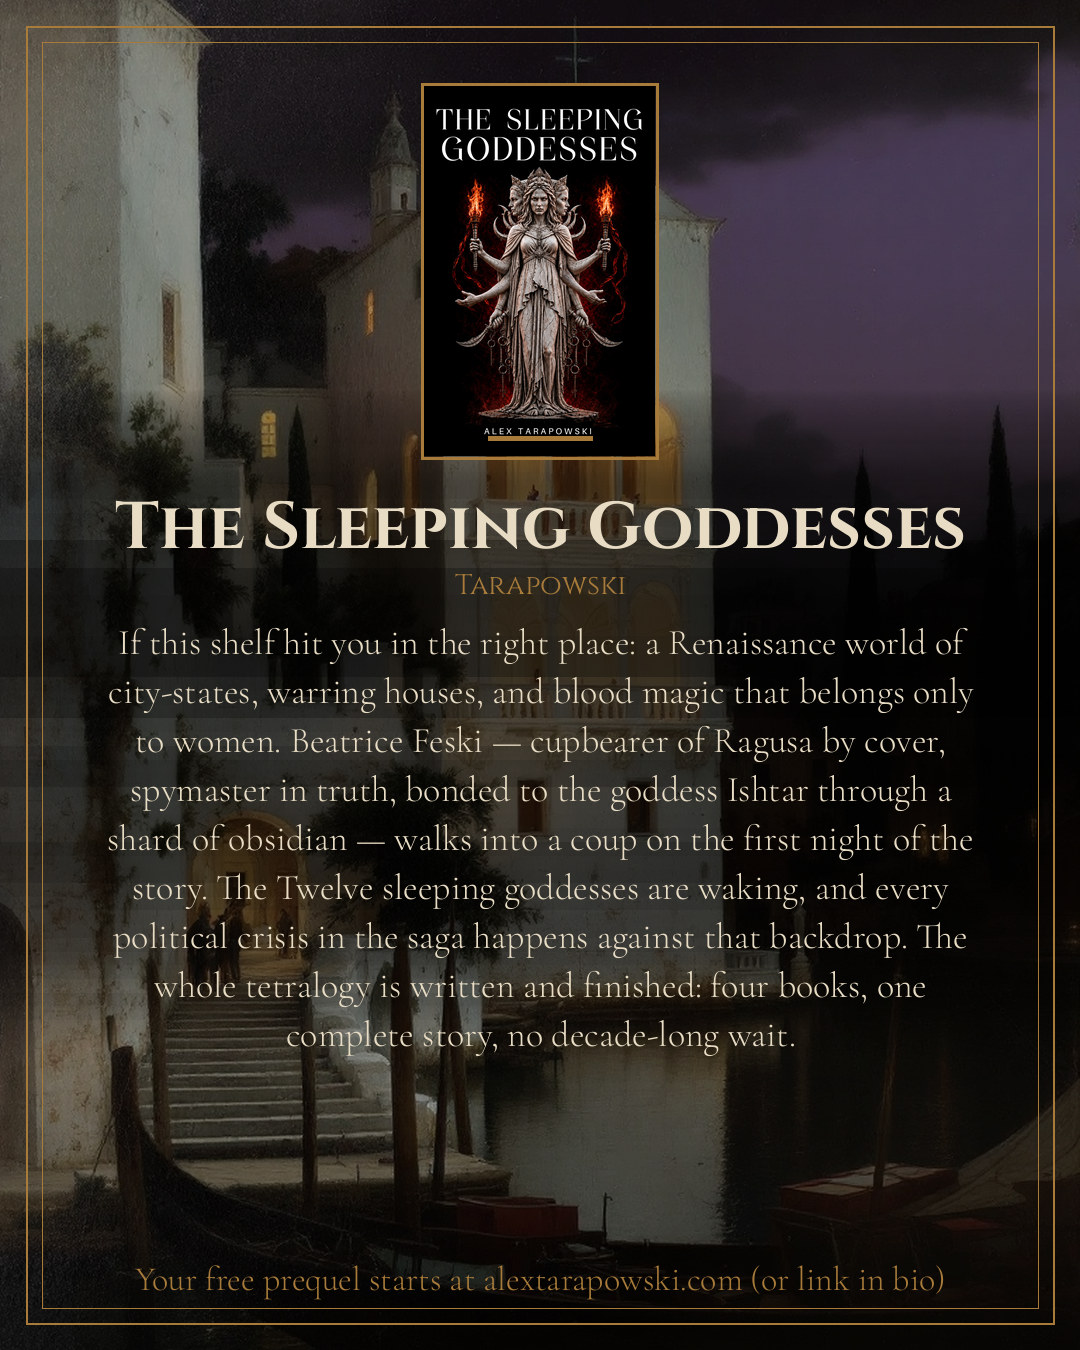 THE SLEEPING
GODDESSES
ALEX TARAPOWSKI
The Sleeping Goddesses
Tarapowski
If this shelf hit you in the right place: a Renaissance world of
city-states, warring houses, and blood magic that belongs only
to women. Beatrice Feski — cupbearer of Ragusa by cover,
spymaster in truth, bonded to the goddess Ishtar through a
shard of obsidian — walks into a coup on the first night of the
story. The Twelve sleeping goddesses are waking, and every
political crisis in the saga happens against that backdrop. The
whole tetralogy is written and finished: four books, one
complete story, no decade-long wait.
Your free prequel starts at alextarapowski.com (or link in bio)